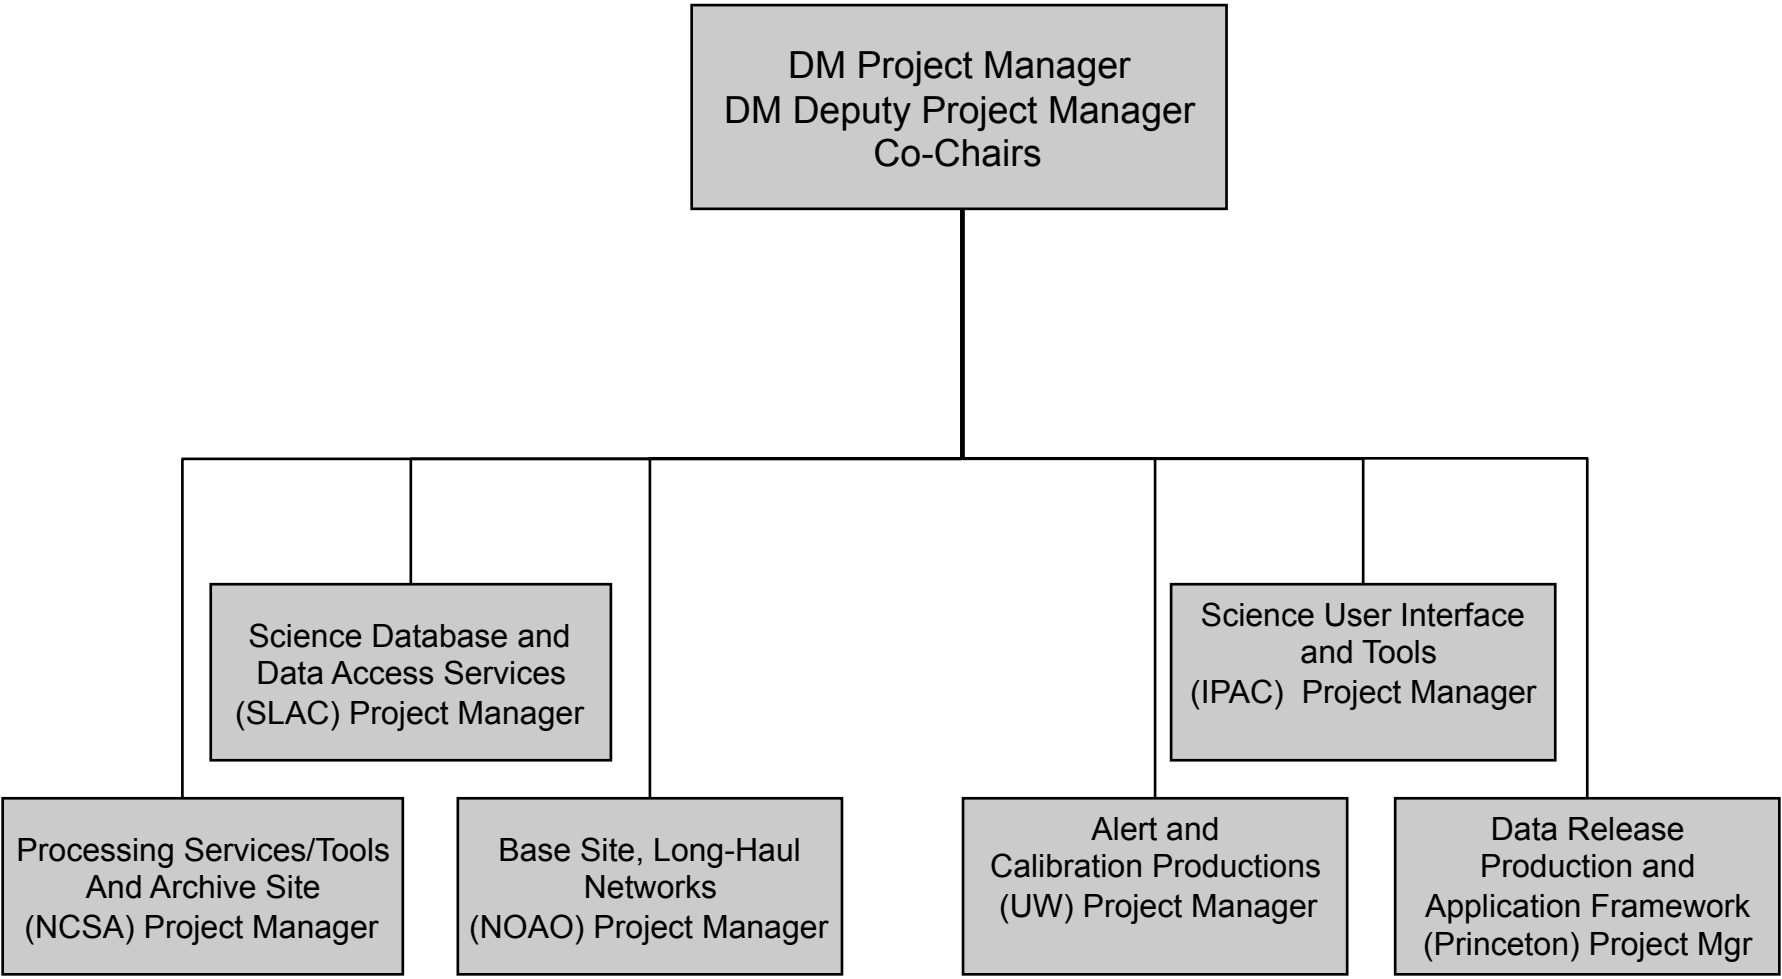 DM Project Manager
DM Deputy Project Manager
Co-Chairs
Science Database and
Data Access Services
(SLAC) Project Manager
Science User Interface
and Tools
(IPAC)  Project Manager
Processing Services/Tools
And Archive Site
(NCSA) Project Manager
Base Site, Long-Haul
Networks
(NOAO) Project Manager
Alert and
Calibration Productions
(UW) Project Manager
Data Release
Production and
Application Framework
(Princeton) Project Mgr